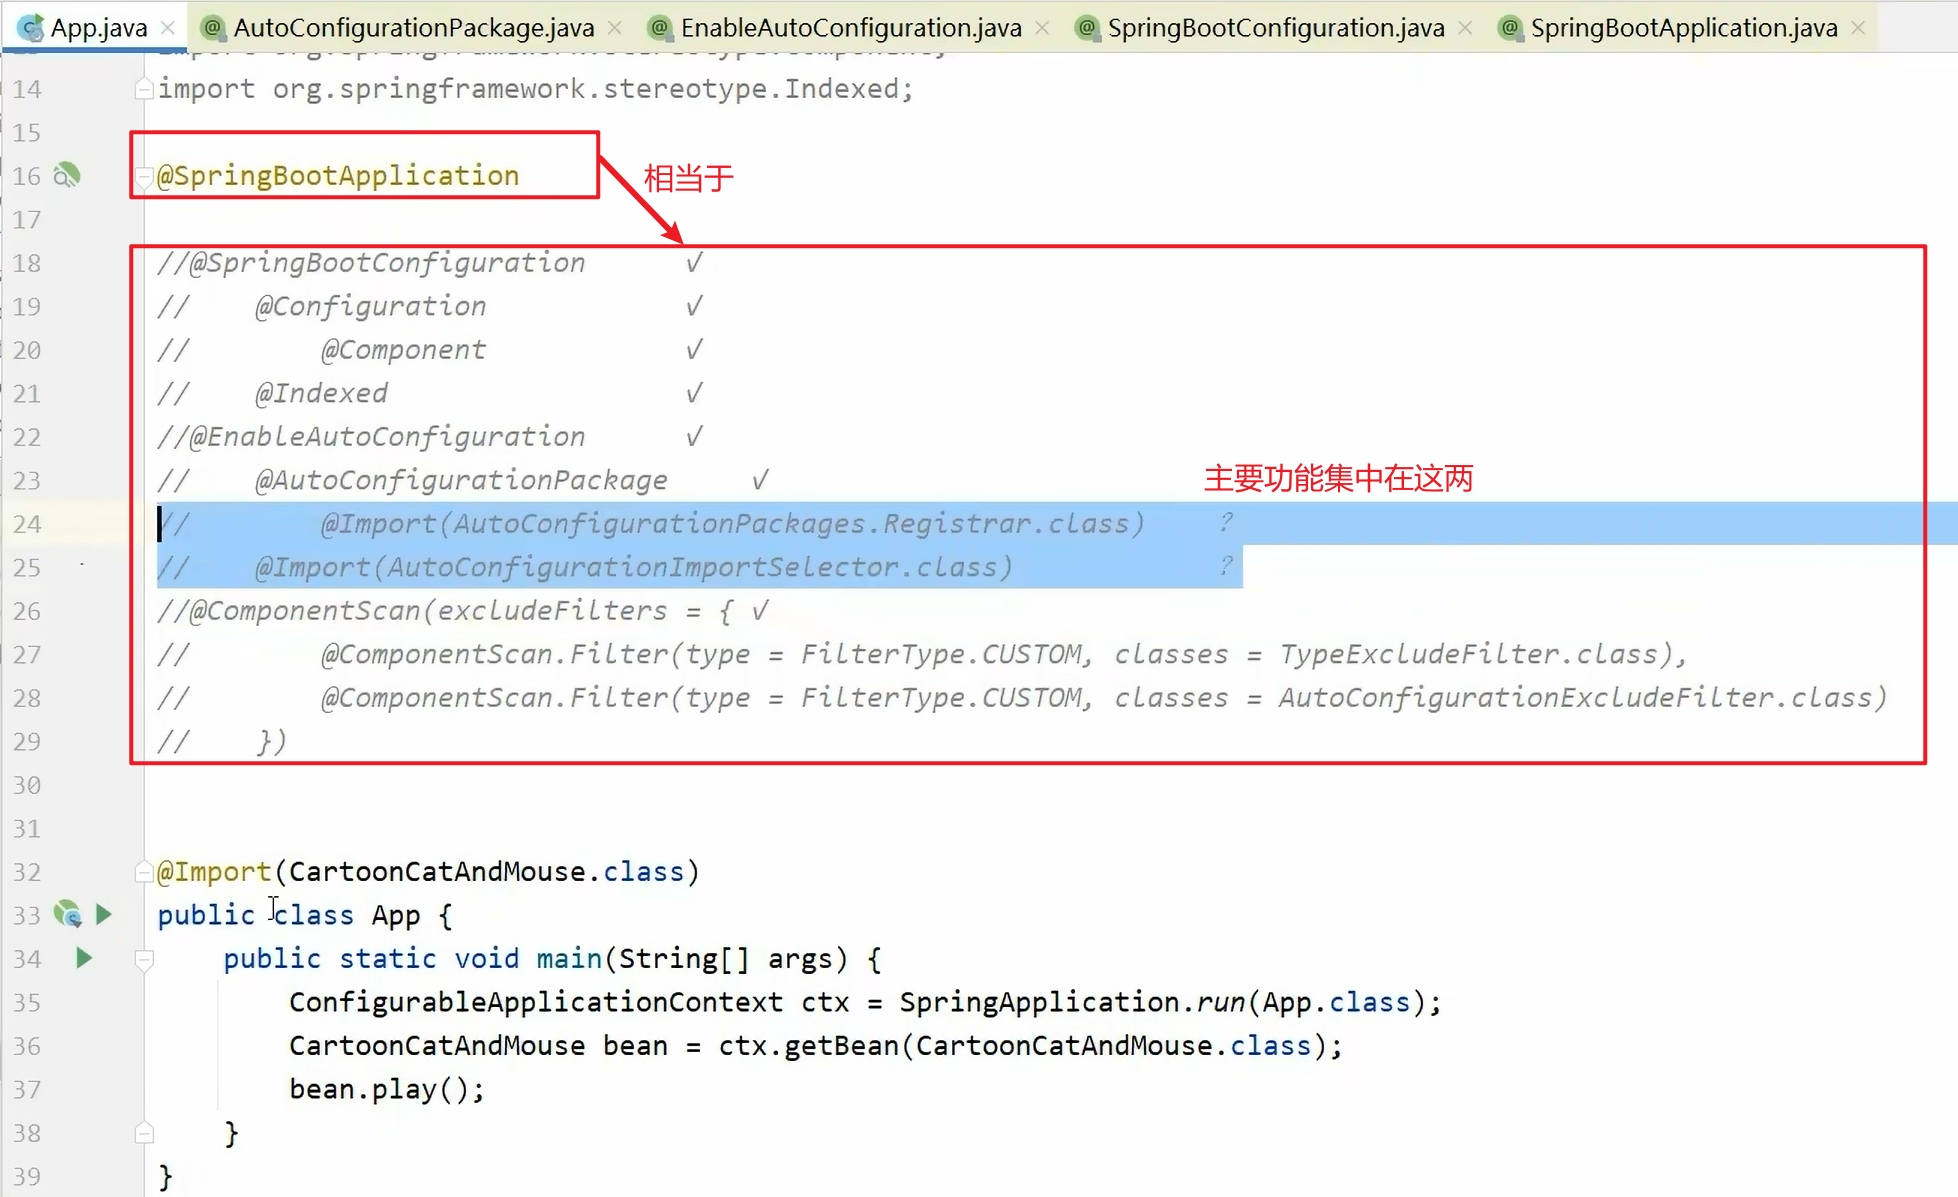 App.java
AutoConfigurationPackage.java
EnableAutoConfiguration.java
SpringBootConfiguration.java
SpringBootApplication.java
14 import org.springframework.stereotype.Indexed;
15
16 @SpringBootApplication
相当于
17
18 //@SpringBootConfiguration √
19 // @Configuration √
20 // @Component √
21 // @Indexed √
22 //@EnableAutoConfiguration √
23 // @AutoConfigurationPackage √
主要功能集中在这两
24 // @Import(AutoConfigurationPackages.Registrar.class) ?
25 // @Import(AutoConfigurationImportSelector.class) ?
26 //@ComponentScan(excludeFilters = { √
27 // @ComponentScan.Filter(type = FilterType.CUSTOM, classes = TypeExcludeFilter.class),
28 // @ComponentScan.Filter(type = FilterType.CUSTOM, classes = AutoConfigurationExcludeFilter.class)
29 // })
30
31
32 @Import(CartoonCatAndMouse.class)
33 public class App {
34 public static void main(String[] args) {
35 ConfigurableApplicationContext ctx = SpringApplication.run(App.class);
36 CartoonCatAndMouse bean = ctx.getBean(CartoonCatAndMouse.class);
37 bean.play();
38 }
39 }